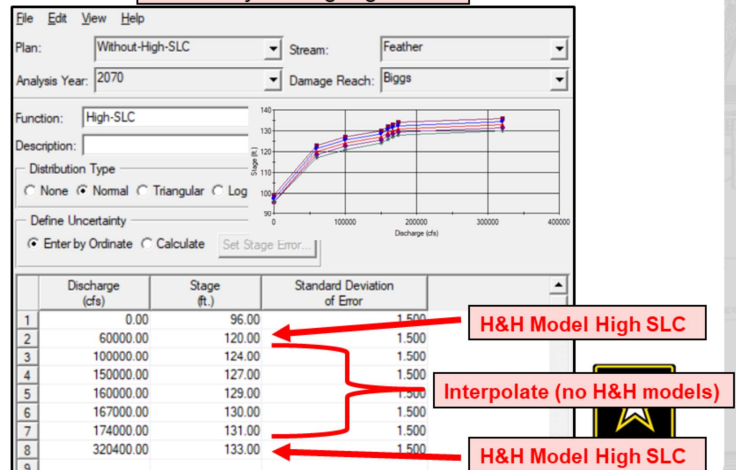 File Edit View Help
Plan: Without-High-SLC Stream: Feather
Analysis Year: 2070 Damage Reach: Biggs
Function: High-SLC
Description:
Distribution Type
None Normal Triangular Log
Define Uncertainty
Enter by Ordinate Calculate Set Stage Error...
140
130
120
110
100
90
Stage (ft.)
0 100000 200000 300000 400000
Discharge (cfs)
Discharge (cfs) Stage (ft.) Standard Deviation of Error
1 0.00 96.00 1.500
2 60000.00 120.00 1.500
3 100000.00 124.00 1.500
4 150000.00 127.00 1.500
5 160000.00 129.00 1.500
6 167000.00 130.00 1.500
7 174000.00 131.00 1.500
8 320400.00 133.00 1.500
9
H&H Model High SLC
Interpolate (no H&H models)
H&H Model High SLC